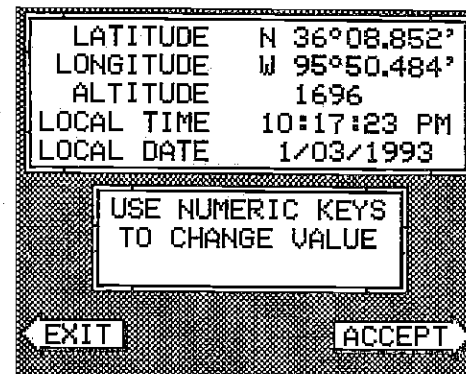 LATITUDE N 36°08.852'
LONGITUDE W 95°50.484'
ALTITUDE 1696
LOCAL TIME 10:17:23 PM
LOCAL DATE 1/03/1993
USE NUMERIC KEYS
TO CHANGE VALUE
EXIT ACCEPT